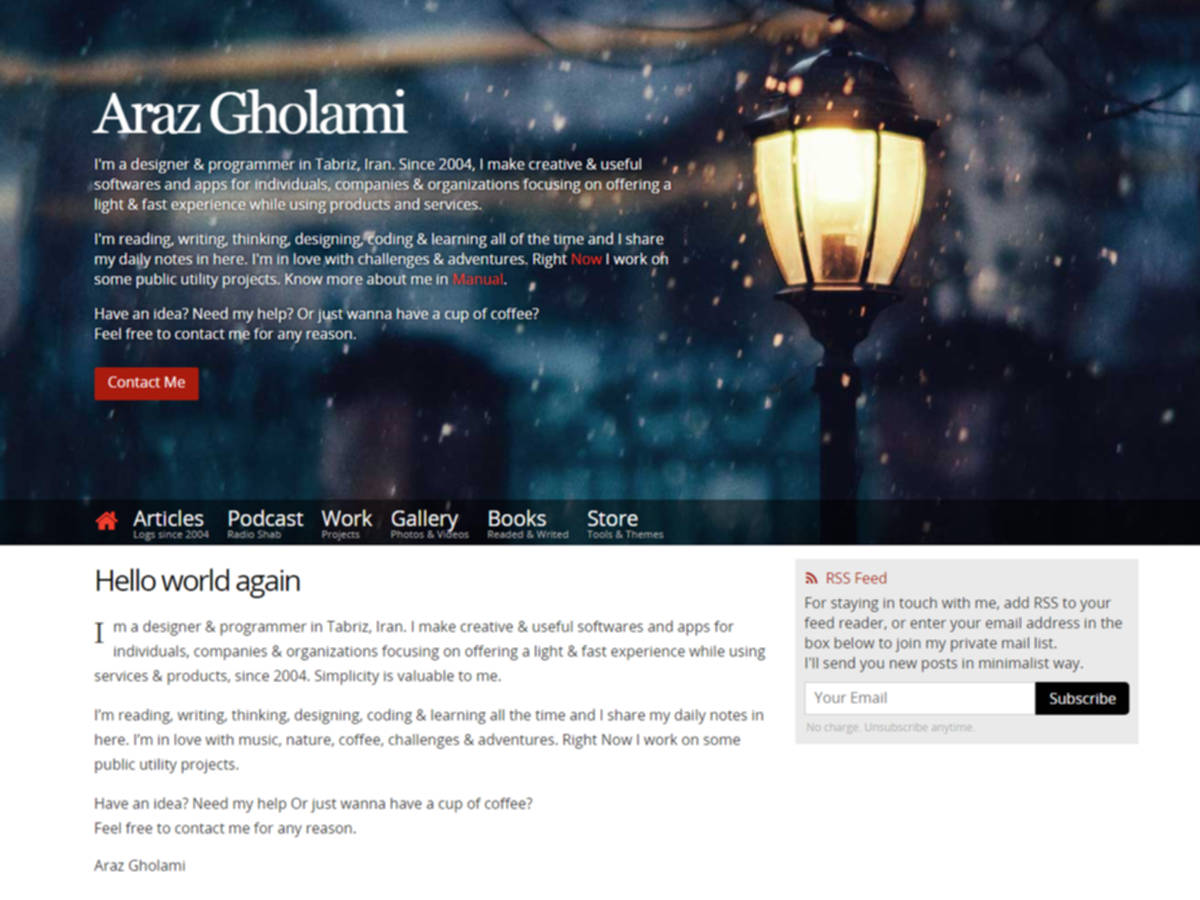 Araz Gholami
I'm a designer & programmer in Tabriz, Iran. Since 2004, I make creative & useful
softwares and apps for individuals, companies & organizations focusing on offering a
light & fast experience while using products and services.
I'm reading, writing, thinking, designing, coding & learning all of the time and I share
my daily notes in here. I'm in love with challenges & adventures. Right Now I work on
some public utility projects. Know more about me in Manual.
Have an idea? Need my help? Or just wanna have a cup of coffee?
Feel free to contact me for any reason.
Contact Me
Articles Podcast Work Gallery Books Store
Logs since 2004 Radio Shab Projects Photos & Videos Readed & Writed Tools & Themes
Hello world again
I m a designer & programmer in Tabriz, Iran. I make creative & useful softwares and apps for
individuals, companies & organizations focusing on offering a light & fast experience while using
services & products, since 2004. Simplicity is valuable to me.
I'm reading, writing, thinking, designing, coding & learning all the time and I share my daily notes in
here. I'm in love with music, nature, coffee, challenges & adventures. Right Now I work on some
public utility projects.
Have an idea? Need my help Or just wanna have a cup of coffee?
Feel free to contact me for any reason.
Araz Gholami
RSS Feed
For staying in touch with me, add RSS to your
feed reader, or enter your email address in the
box below to join my private mail list.
I'll send you new posts in minimalist way.
Your Email Subscribe
No charge. Unsubscribe anytime.